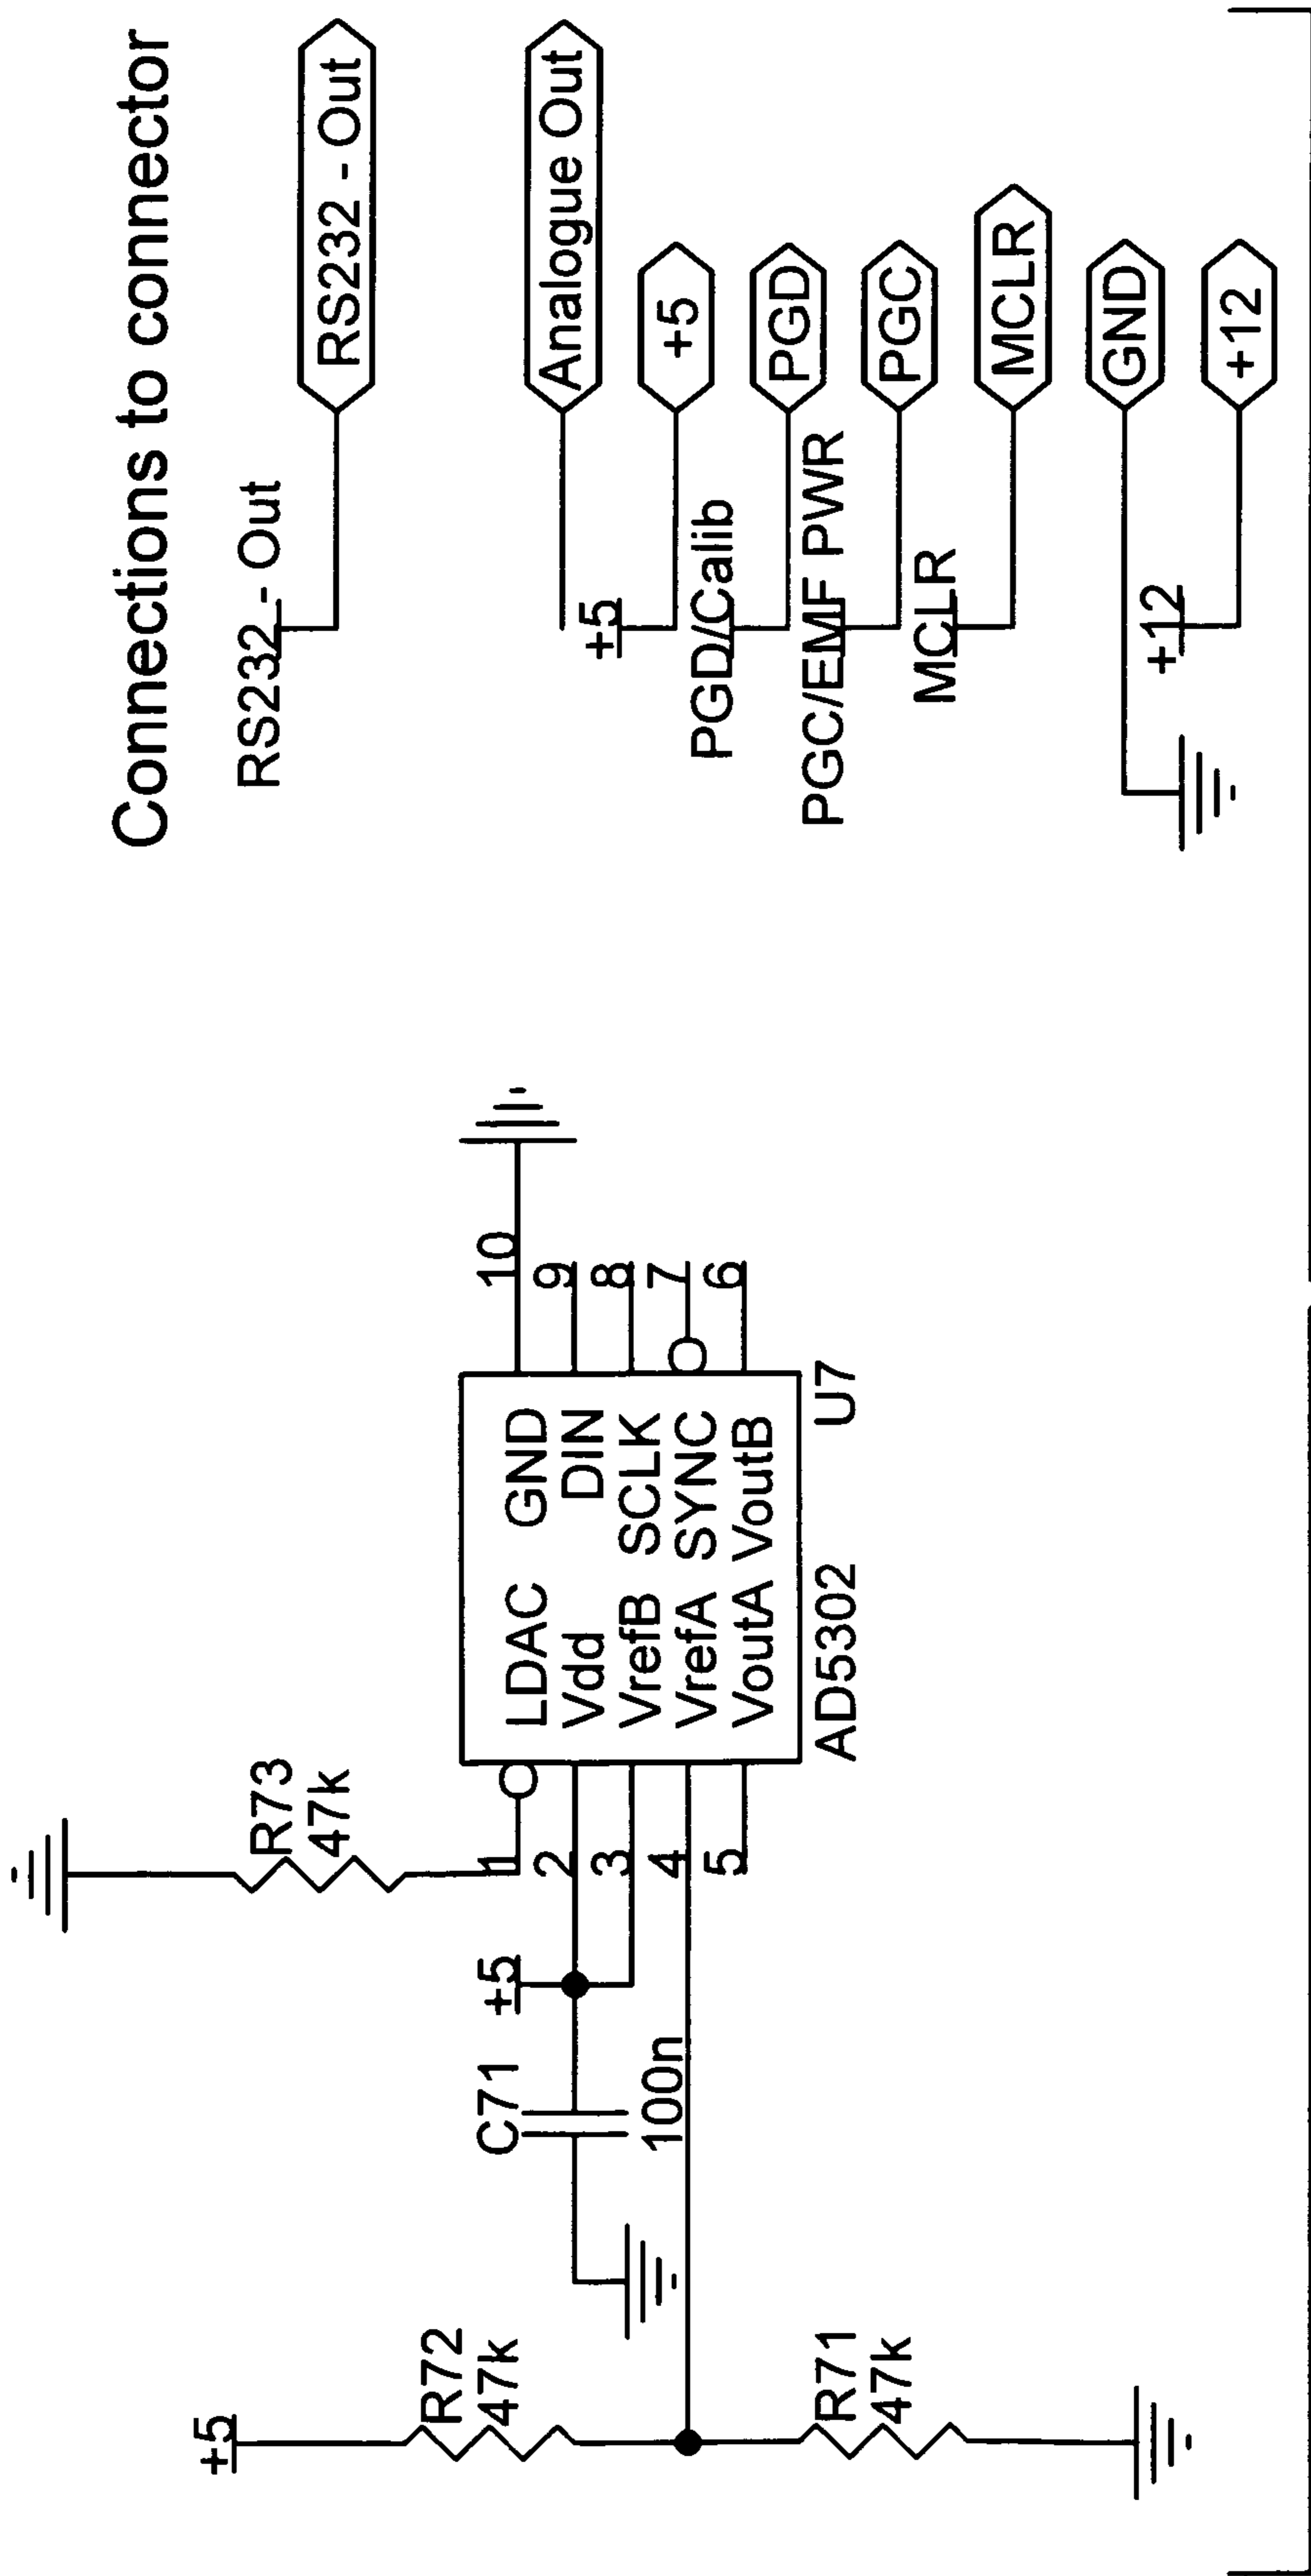 Connections to connector
RS232 - Out
RS232 - Out
Analogue Out
+5
+5
PGD/Calib
PGD
PGC/EMF PWR
PGC
MCLR
MCLR
GND
+12
+12
+5
R72
47k
R71
47k
C71
100n
+5
R73
47k
1
2
3
4
5
LDAC GND
Vdd DIN
VrefB SCLK
VrefA SYNC
VoutA VoutB
10
9
8
7
6
AD5302 U7